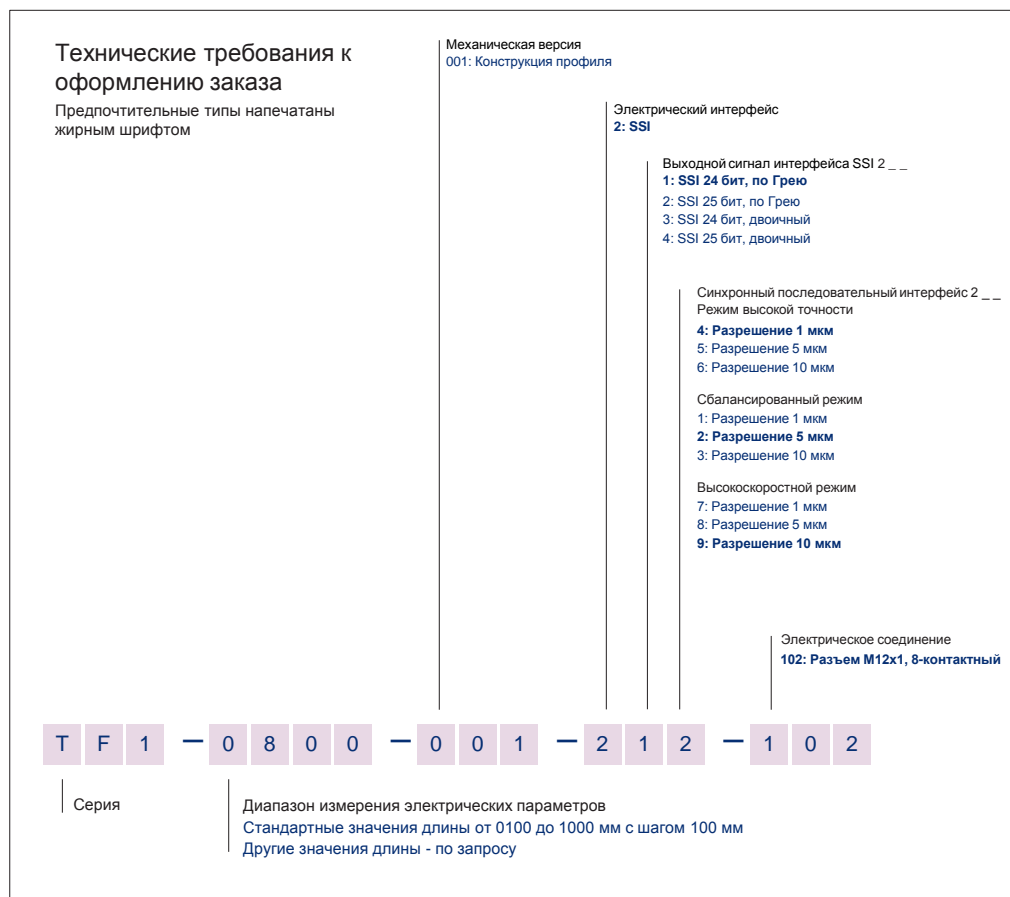 Технические требования к
оформлению заказа
Предпочтительные типы напечатаны
жирным шрифтом
Механическая версия
001: Конструкция профиля
Электрический интерфейс
2: SSI
Выходной сигнал интерфейса SSI 2 _ _
1: SSI 24 бит, по Грею
2: SSI 25 бит, по Грею
3: SSI 24 бит, двоичный
4: SSI 25 бит, двоичный
Синхронный последовательный интерфейс 2 _ _
Режим высокой точности
4: Разрешение 1 мкм
5: Разрешение 5 мкм
6: Разрешение 10 мкм
Сбалансированный режим
1: Разрешение 1 мкм
2: Разрешение 5 мкм
3: Разрешение 10 мкм
Высокоскоростной режим
7: Разрешение 1 мкм
8: Разрешение 5 мкм
9: Разрешение 10 мкм
Электрическое соединение
102: Разъем M12x1, 8-контактный
T F 1 – 0 8 0 0 – 0 0 1 – 2 1 2 – 1 0 2
Серия
Диапазон измерения электрических параметров
Стандартные значения длины от 0100 до 1000 мм с шагом 100 мм
Другие значения длины - по запросу